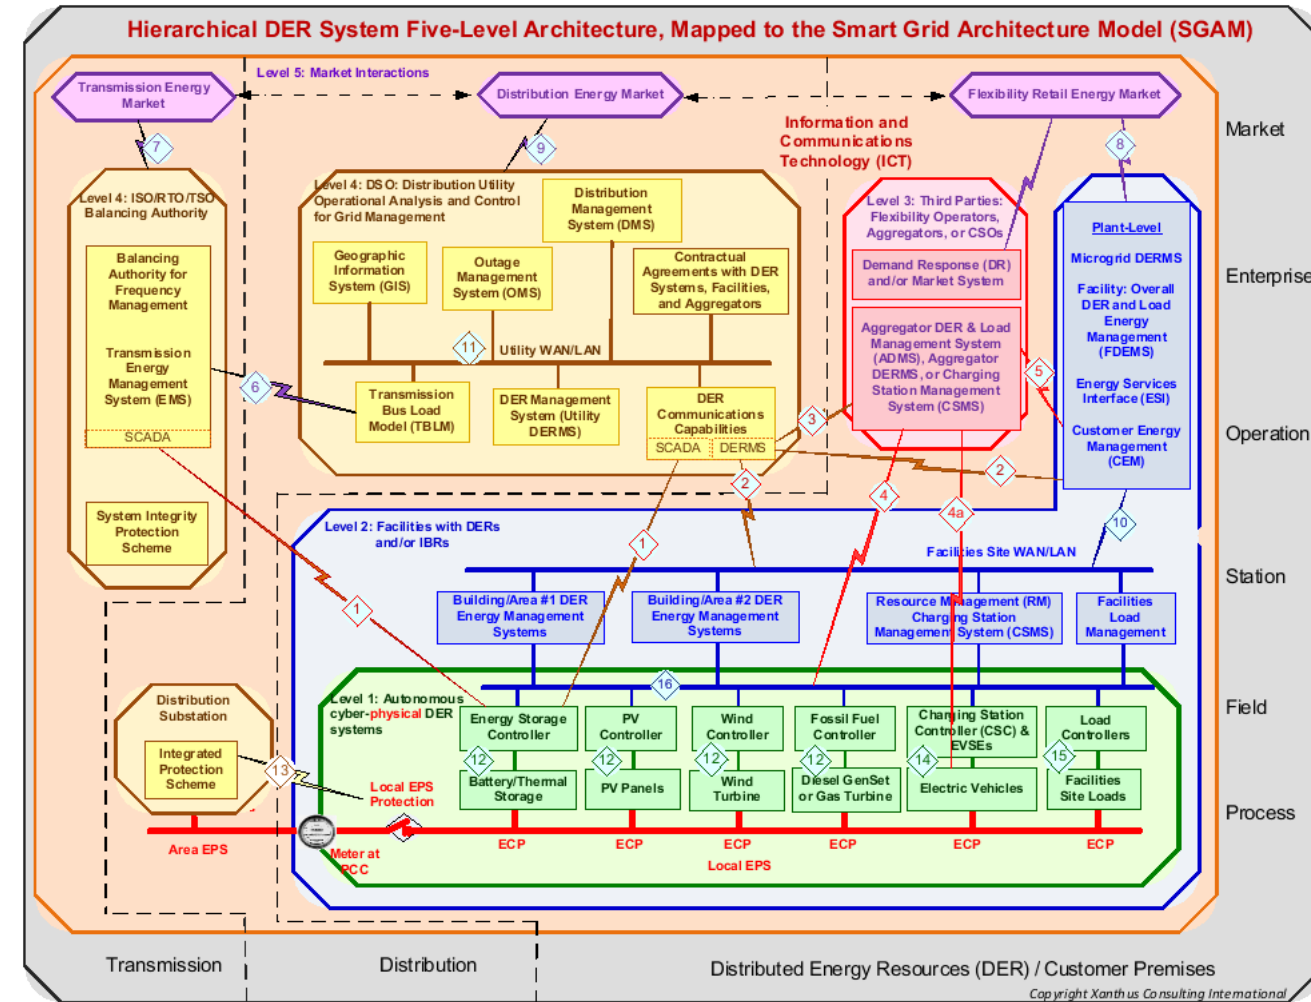 Hierarchical DER System Five-Level Architecture, Mapped to the Smart Grid Architecture Model (SGAM)
Level 5: Market Interactions
Transmission Energy
Market
Distribution Energy Market
Flexibility Retail Energy Market
Market
Information and
Communications
Technology (ICT)
7
9
8
Level 4: ISO/RTO/TSO
Balancing Authority
Balancing
Authority for
Frequency
Management
Transmission
Energy
Management
System (EMS)
SCADA
System Integrity
Protection
Scheme
Level 4: DSO: Distribution Utility
Operational Analysis and Control
for Grid Management
Distribution
Management
System (DMS)
Geographic
Information
System (GIS)
Outage
Management
System (OMS)
Contractual
Agreements with DER
Systems, Facilities,
and Aggregators
11
Utility WAN/LAN
6
Transmission
Bus Load
Model (TBLM)
DER Management
System (Utility
DERMS)
DER
Communications
Capabilities
SCADA
DERMS
Level 3: Third Parties:
Flexibility Operators,
Aggregators, or CSOs
Demand Response (DR)
and/or Market System
Aggregator DER & Load
Management System
(ADMS), Aggregator
DERMS, or Charging
Station Management
System (CSMS)
Plant-Level
Microgrid DERMS
Facility: Overall
DER and Load
Energy
Management
(FDEMS)
Energy Services
Interface (ESI)
Customer Energy
Management
(CEM)
Enterprise
Operation
5
3
2
2
4
4a
10
1
1
Level 2: Facilities with DERs
and/or IBRs
Facilities Site WAN/LAN
Station
Building/Area #1 DER
Energy Management
Systems
Building/Area #2 DER
Energy Management
Systems
Resource Management (RM)
Charging Station
Management System (CSMS)
Facilities
Load
Management
16
Level 1: Autonomous
cyber-physical DER
systems
Field
Energy Storage
Controller
PV
Controller
Wind
Controller
Fossil Fuel
Controller
Charging Station
Controller (CSC) &
EVSEs
Load
Controllers
12
12
12
12
14
15
Battery/Thermal
Storage
PV Panels
Wind
Turbine
Diesel GenSet
or Gas Turbine
Electric Vehicles
Facilities
Site Loads
Process
Distribution
Substation
Integrated
Protection
Scheme
13
Local EPS
Protection
Area EPS
Meter at
PCC
ECP
ECP
ECP
ECP
ECP
ECP
Local EPS
Transmission
Distribution
Distributed Energy Resources (DER) / Customer Premises
Copyright Xanthus Consulting International